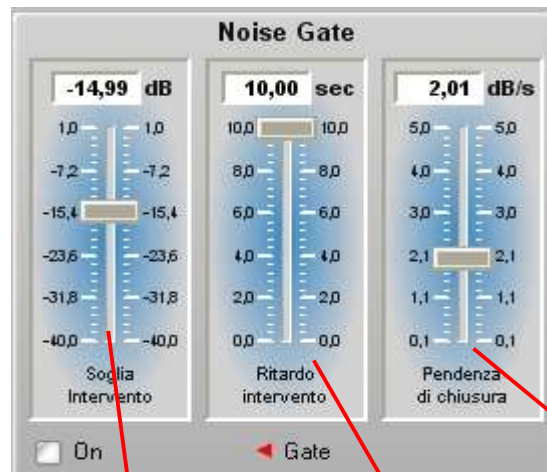 Noise Gate
-14,99 dB
10,00 sec
2,01 dB/s
1,0 1,0
-7,2 -7,2
-15,4 -15,4
-23,6 -23,6
-31,8 -31,8
-40,0 -40,0
Soglia
Intervento
10,0 10,0
8,0 8,0
6,0 6,0
4,0 4,0
2,0 2,0
0,0 0,0
Ritardo
intervento
5,0 5,0
4,0 4,0
3,0 3,0
2,1 2,1
1,1 1,1
0,1 0,1
Pendenza
di chiusura
On
Gate